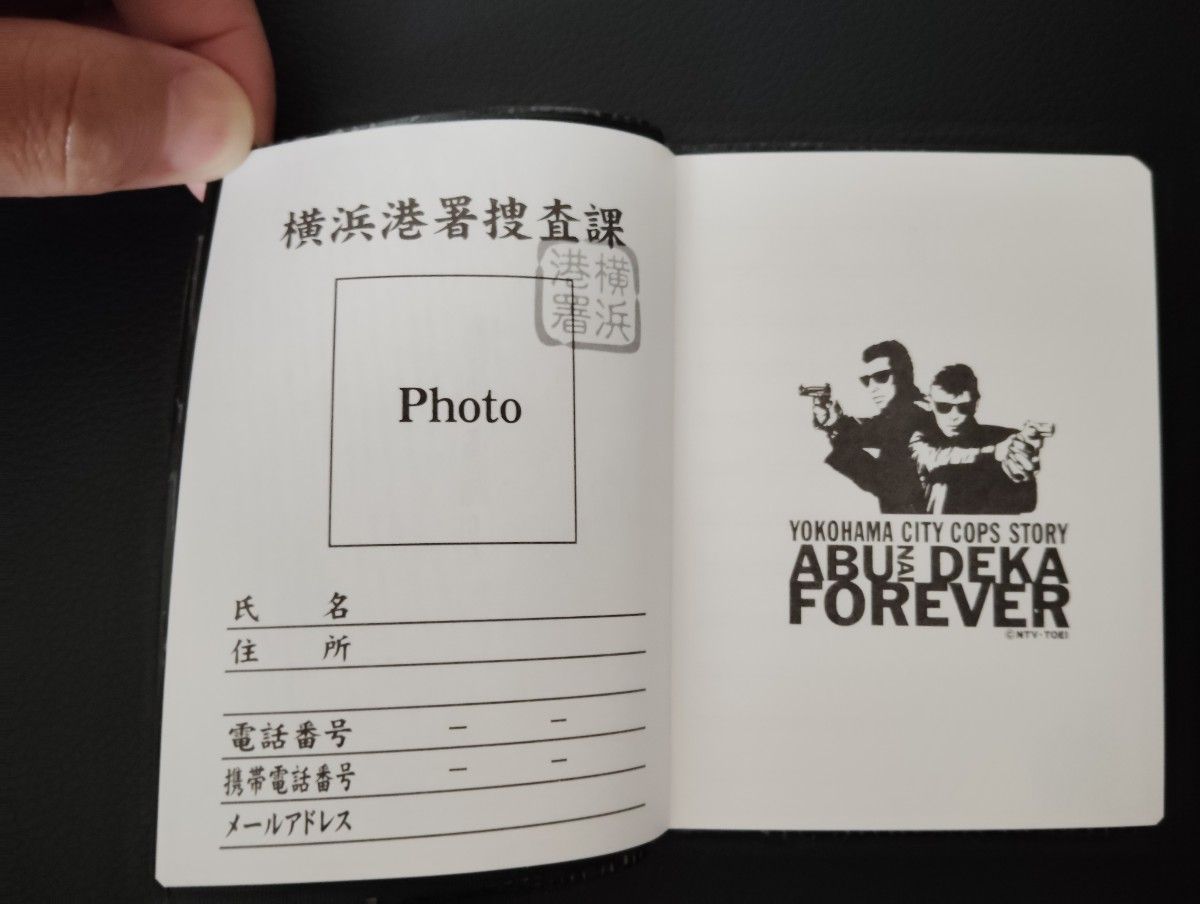 横浜港署捜査課
横浜
港署
Photo
氏 名
住 所
電話番号 — —
携帯電話番号 — —
メールアドレス
YOKOHAMA CITY COPS STORY
ABUNAI DEKA
FOREVER
©NTV-TOEI